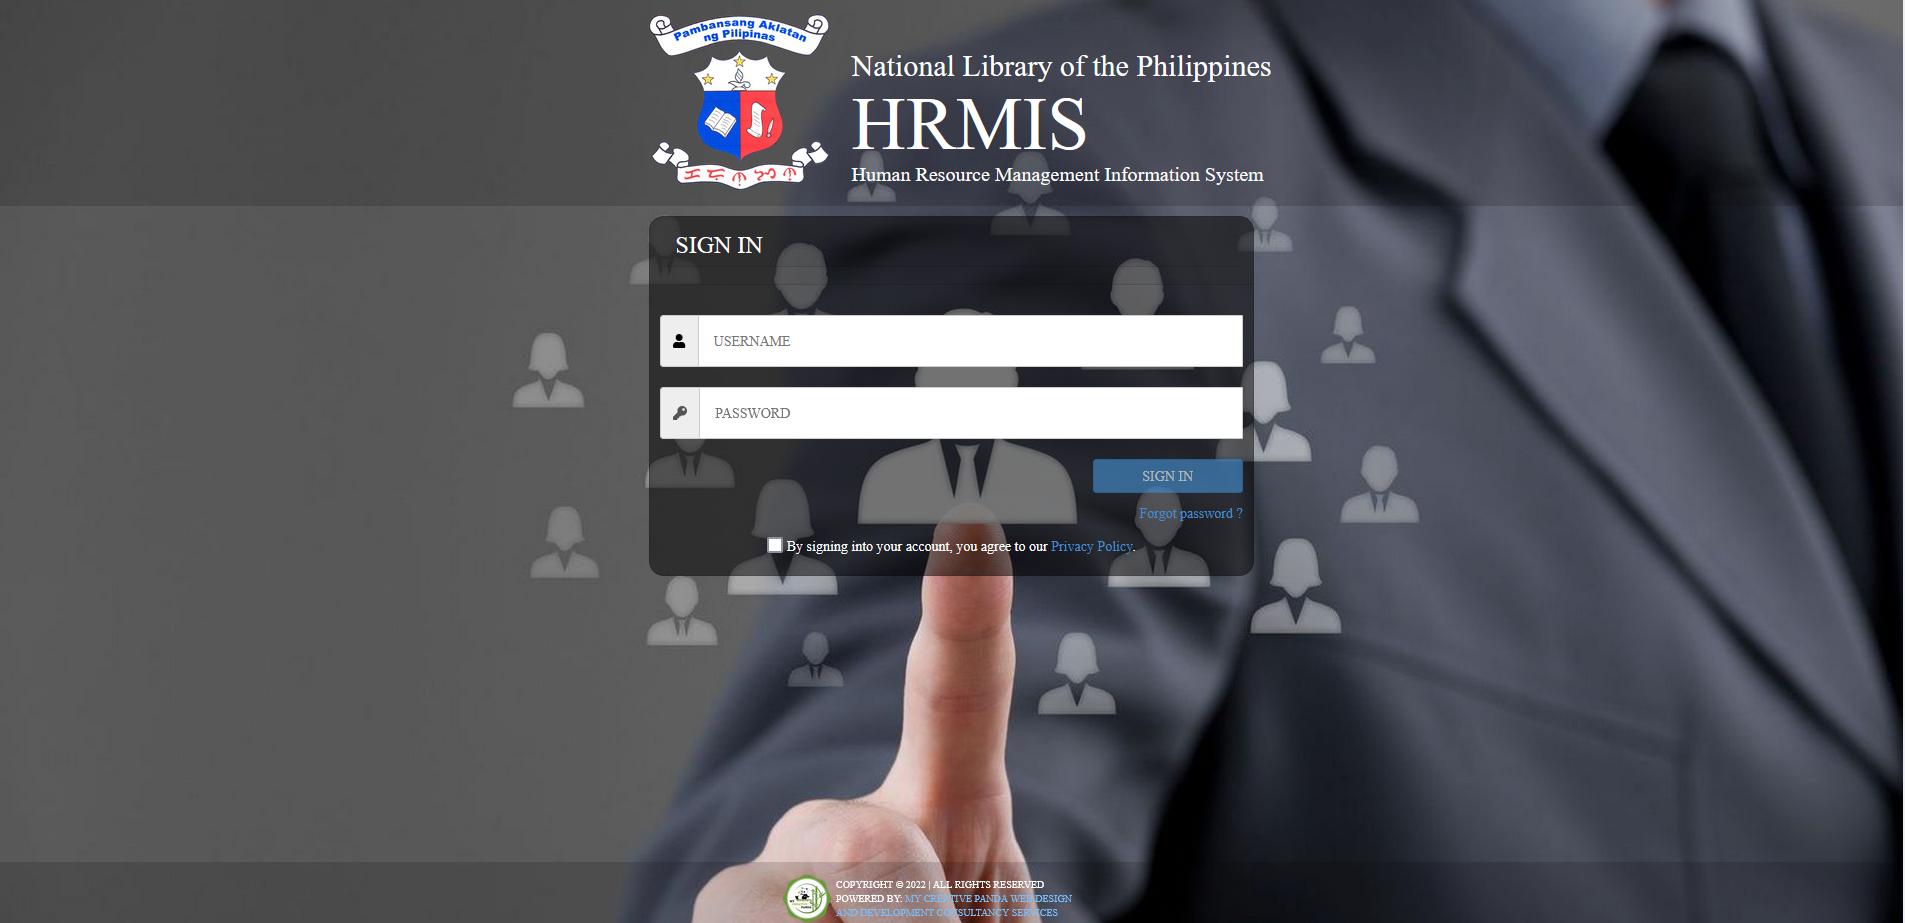 Pambansang Aklatan
ng Pilipinas
National Library of the Philippines
HRMIS
Human Resource Management Information System
SIGN IN
USERNAME
PASSWORD
SIGN IN
Forgot password ?
By signing into your account, you agree to our Privacy Policy.
COPYRIGHT © 2022 | ALL RIGHTS RESERVED
POWERED BY: MY CREATIVE PANDA WEB DESIGN
AND DEVELOPMENT CONSULTANCY SERVICES